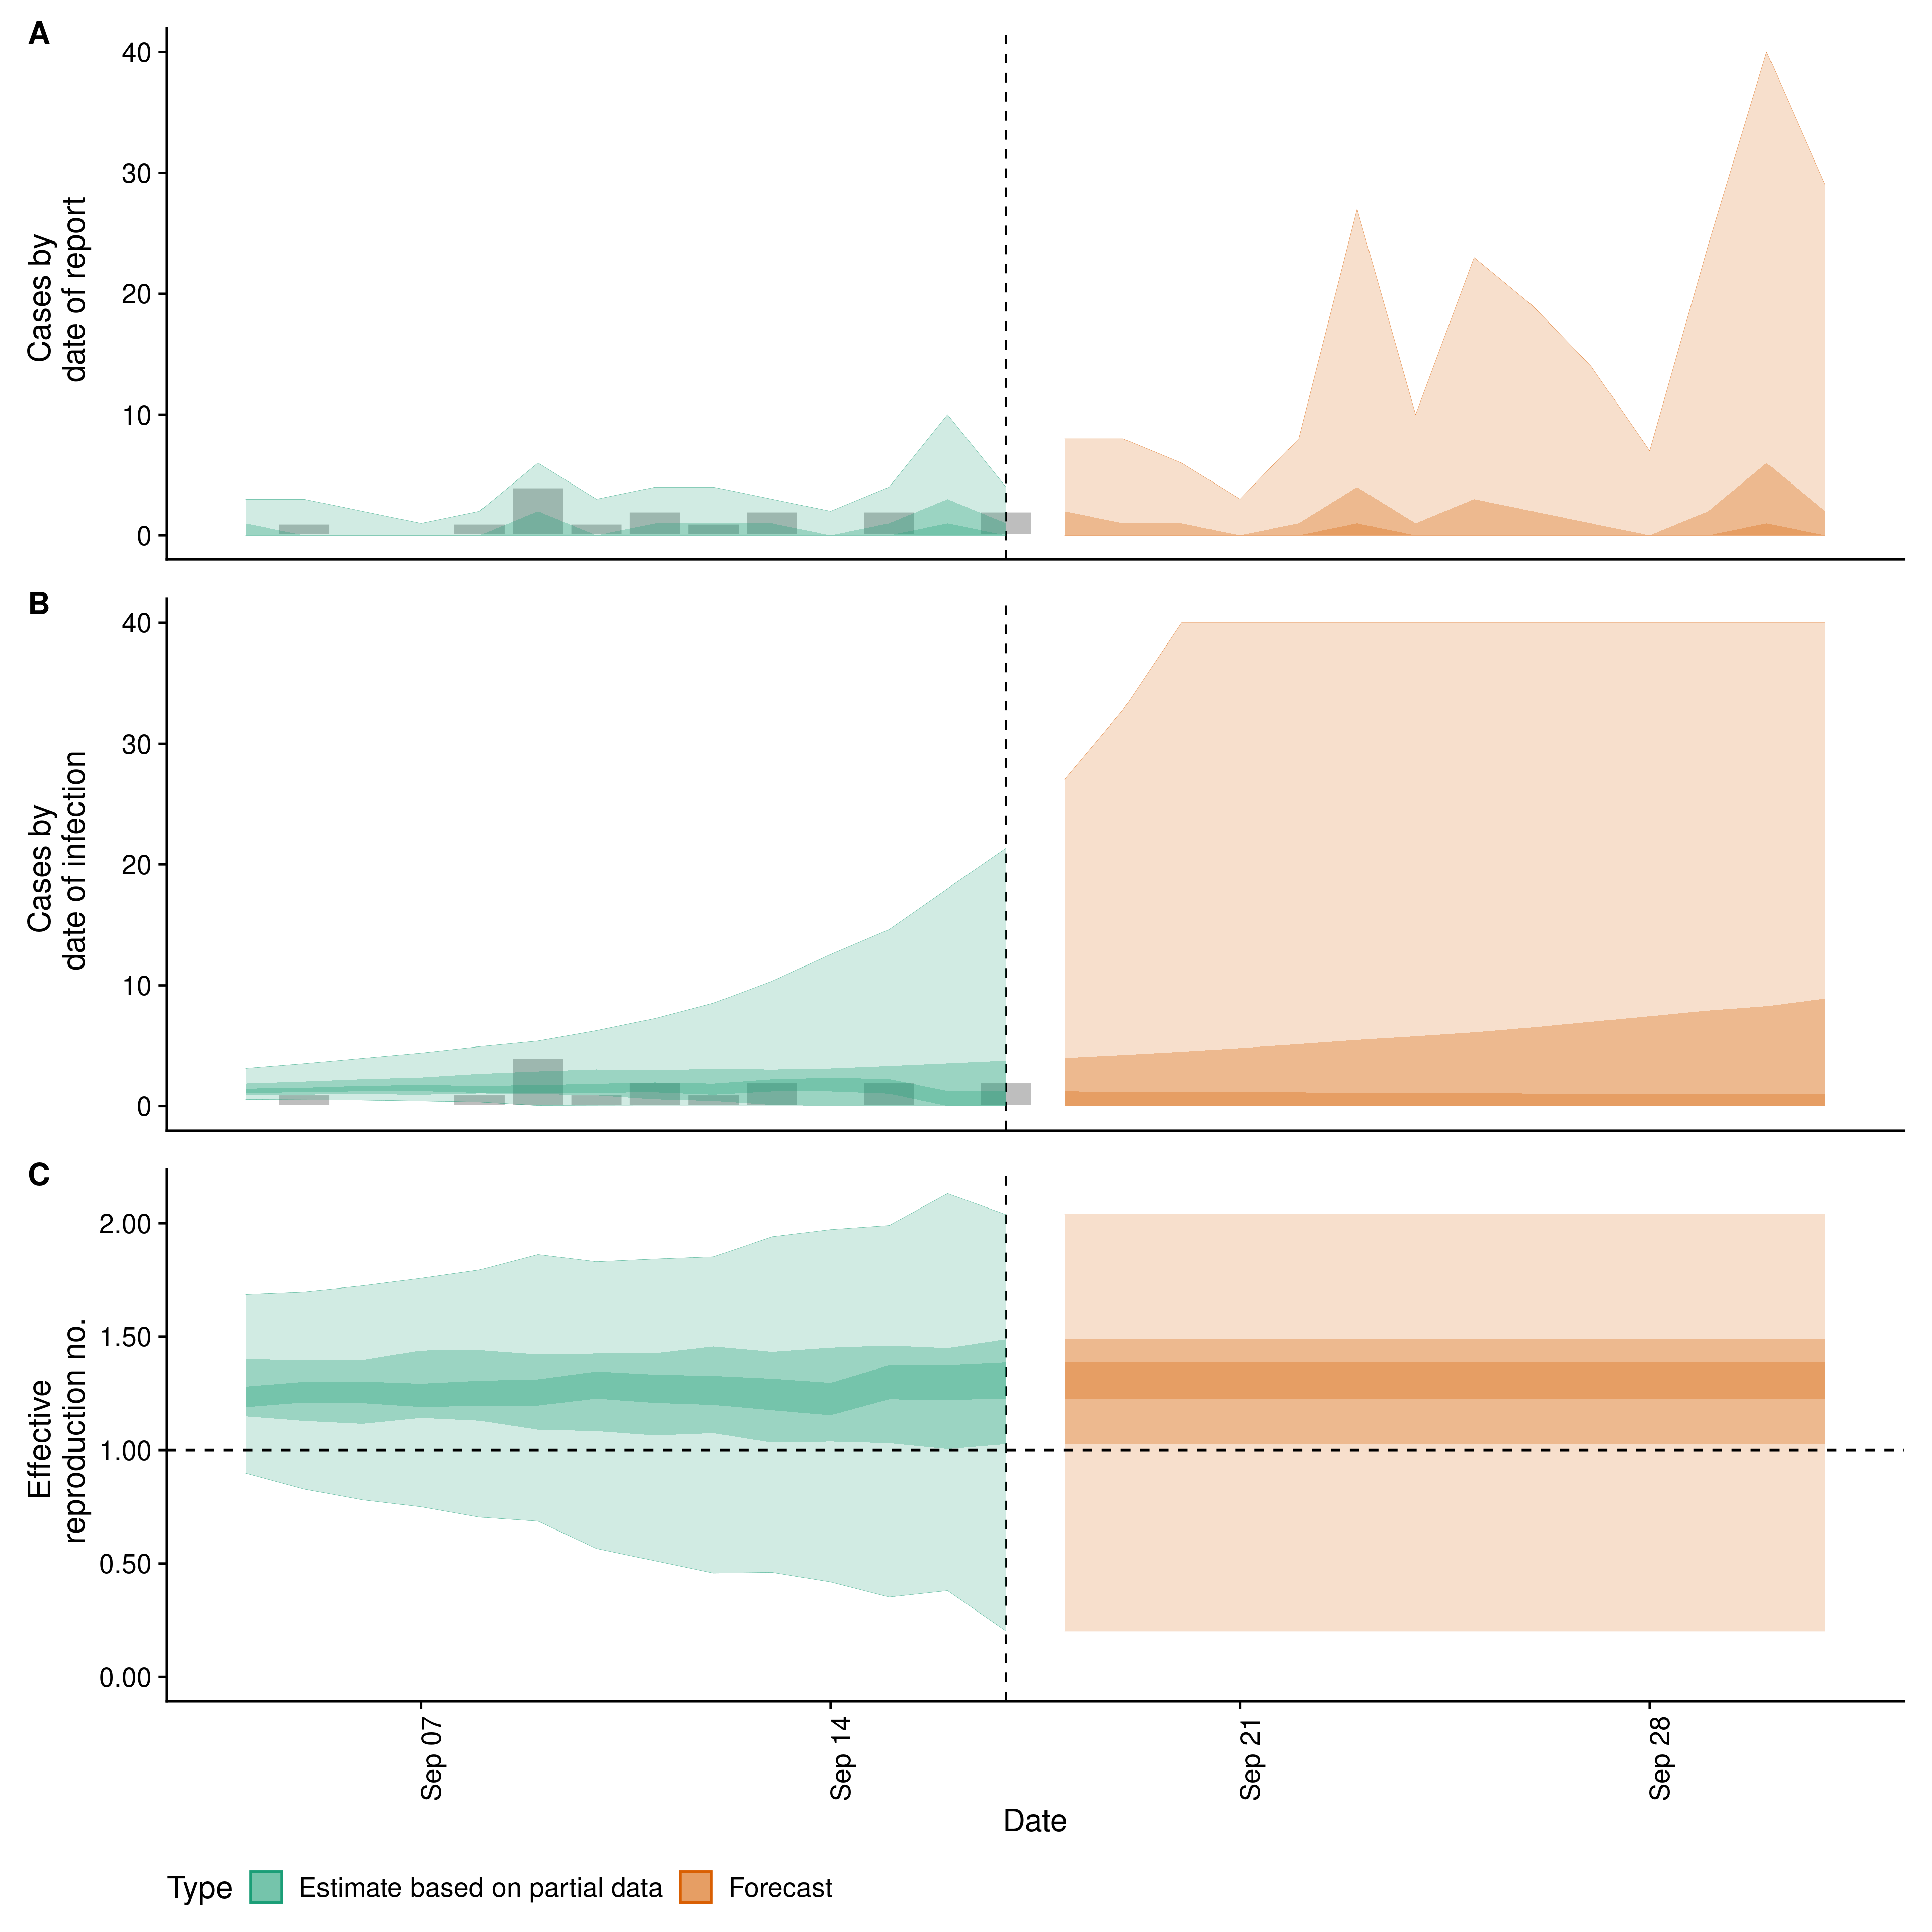 A
40
30
20
10
0
Cases by
date of report
B
40
30
20
10
0
Cases by
date of infection
C
2.00
1.50
1.00
0.50
0.00
Effective
reproduction no.
Sep 07
Sep 14
Sep 21
Sep 28
Date
Type
Estimate based on partial data
Forecast